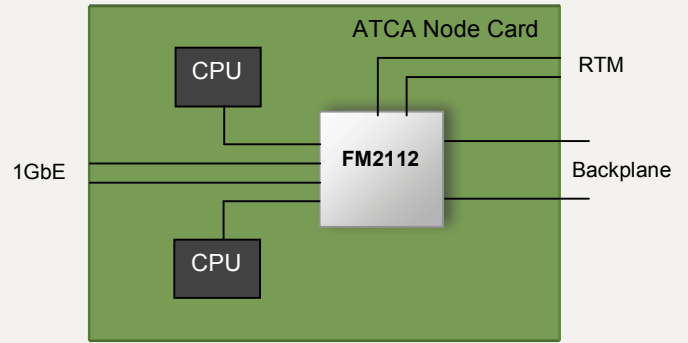 ATCA Node Card
CPU
RTM
FM2112
1GbE
Backplane
CPU